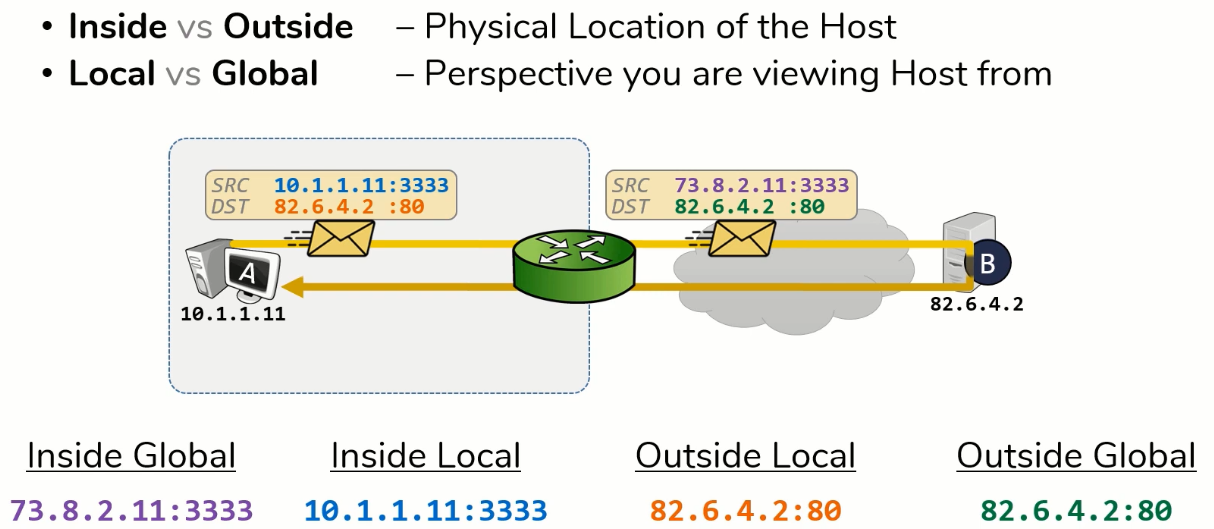 • Inside vs Outside – Physical Location of the Host
• Local vs Global – Perspective you are viewing Host from
SRC 10.1.1.11:3333
DST 82.6.4.2 :80
SRC 73.8.2.11:3333
DST 82.6.4.2 :80
A
10.1.1.11
B
82.6.4.2
Inside Global Inside Local Outside Local Outside Global
73.8.2.11:3333 10.1.1.11:3333 82.6.4.2:80 82.6.4.2:80